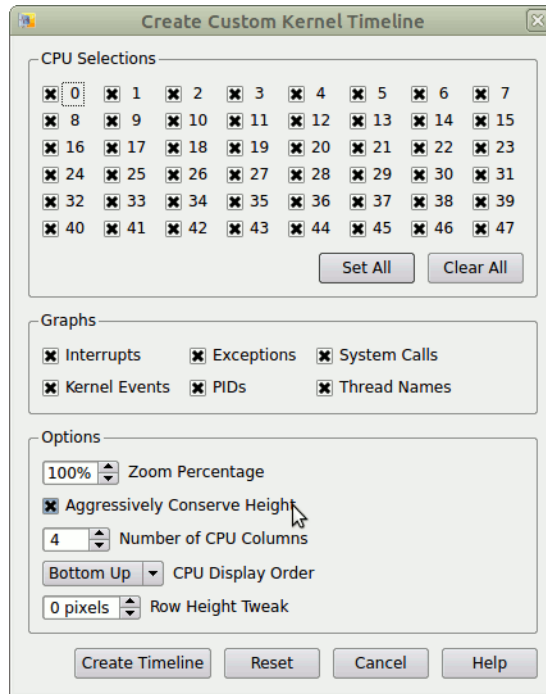 Create Custom Kernel Timeline
CPU Selections
0 1 2 3 4 5 6 7
8 9 10 11 12 13 14 15
16 17 18 19 20 21 22 23
24 25 26 27 28 29 30 31
32 33 34 35 36 37 38 39
40 41 42 43 44 45 46 47
Set All Clear All
Graphs
Interrupts Exceptions System Calls
Kernel Events PIDs Thread Names
Options
100% Zoom Percentage
Aggressively Conserve Height
4 Number of CPU Columns
Bottom Up CPU Display Order
0 pixels Row Height Tweak
Create Timeline Reset Cancel Help